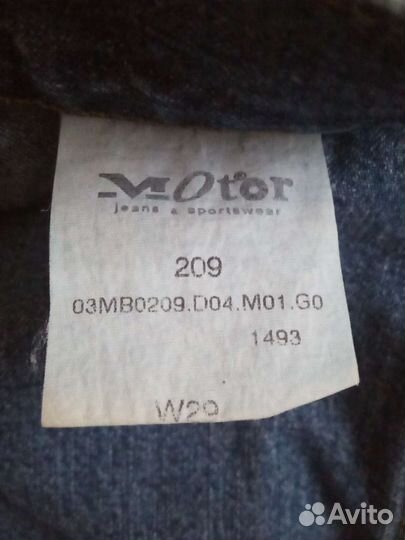 Motor
jeans & sportswear
209
03MB0209.D04.M01.G0
1493
W29
Avito